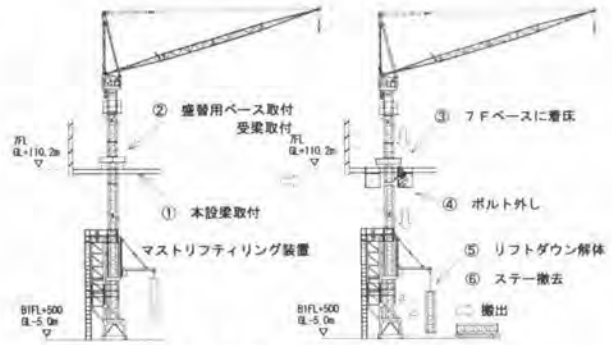 ② 盛替用ベース取付
受梁取付
7FL
GL+110.2m
① 本設梁取付
マストリフティリング装置
B1FL+500
GL-5.0m
③ 7Fベースに着床
7FL
GL+110.2m
④ ボルト外し
⑤ リフトダウン解体
⑥ ステー撤去
搬出
B1FL+500
GL-5.0m